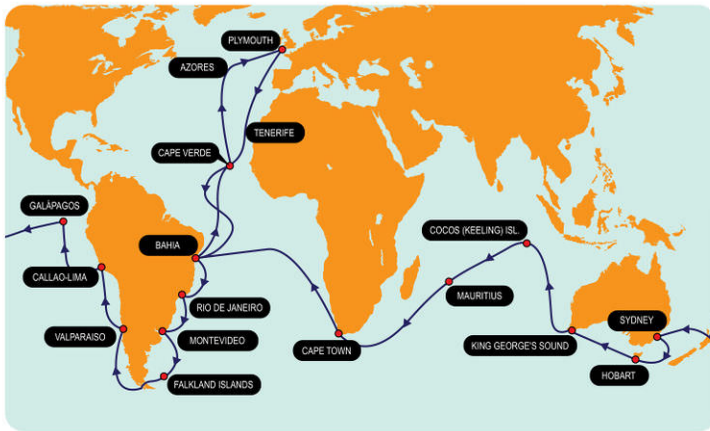 PLYMOUTH
AZORES
TENERIFE
CAPE VERDE
GALÁPAGOS
BAHIA
COCOS (KEELING) ISL.
CALLAO-LIMA
MAURITIUS
RIO DE JANEIRO
SYDNEY
VALPARAISO
MONTEVIDEO
CAPE TOWN
KING GEORGE'S SOUND
HOBART
FALKLAND ISLANDS